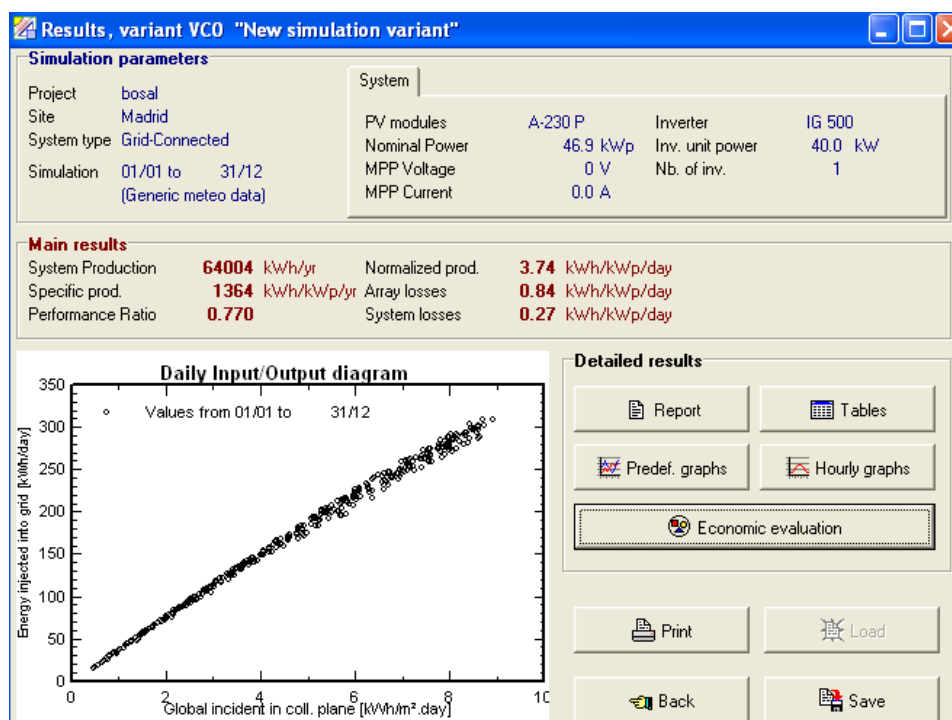 Results, variant VC0 "New simulation variant"
Simulation parameters
Project bosal
Site Madrid
System type Grid-Connected
Simulation 01/01 to 31/12
(Generic meteo data)
System
PV modules A-230 P Inverter IG 500
Nominal Power 46.9 kWp Inv. unit power 40.0 kW
MPP Voltage 0 V Nb. of inv. 1
MPP Current 0.0 A
Main results
System Production 64004 kWh/yr Normalized prod. 3.74 kWh/kWp/day
Specific prod. 1364 kWh/kWp/yr Array losses 0.84 kWh/kWp/day
Performance Ratio 0.770 System losses 0.27 kWh/kWp/day
Daily Input/Output diagram
Values from 01/01 to 31/12
Energy injected into grid [kWh/day]
350
300
250
200
150
100
50
0
0 2 4 6 8 10
Global incident in coll. plane [kWh/m².day]
Detailed results
Report Tables
Predef. graphs Hourly graphs
Economic evaluation
Print Load
Back Save